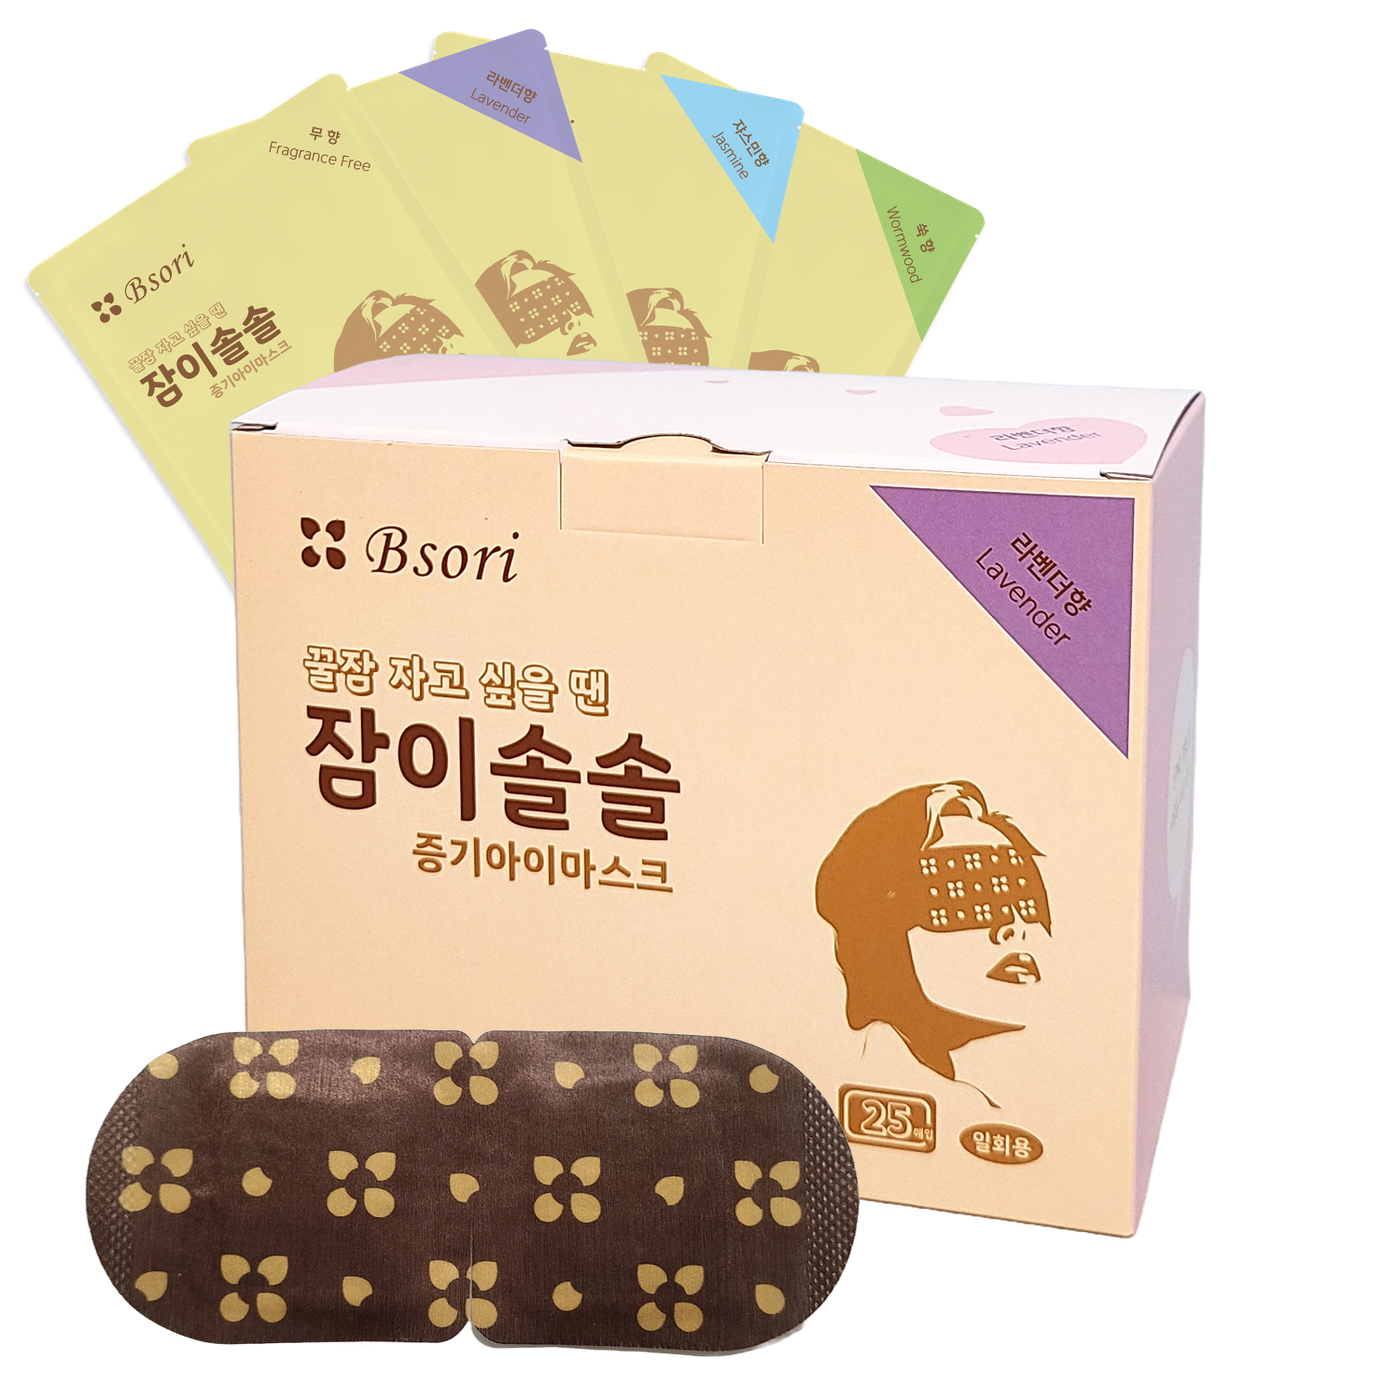 무향
Fragrance Free
Bsori
꿀잠 자고 싶을 땐
잠이솔솔
증기아이마스크
라벤더향
Lavender
쟈스민향
Jasmine
쑥향
Wormwood
라벤더향
Lavender
Bsori
꿀잠 자고 싶을 땐
잠이솔솔
증기아이마스크
라벤더향
Lavender
25매입
일회용